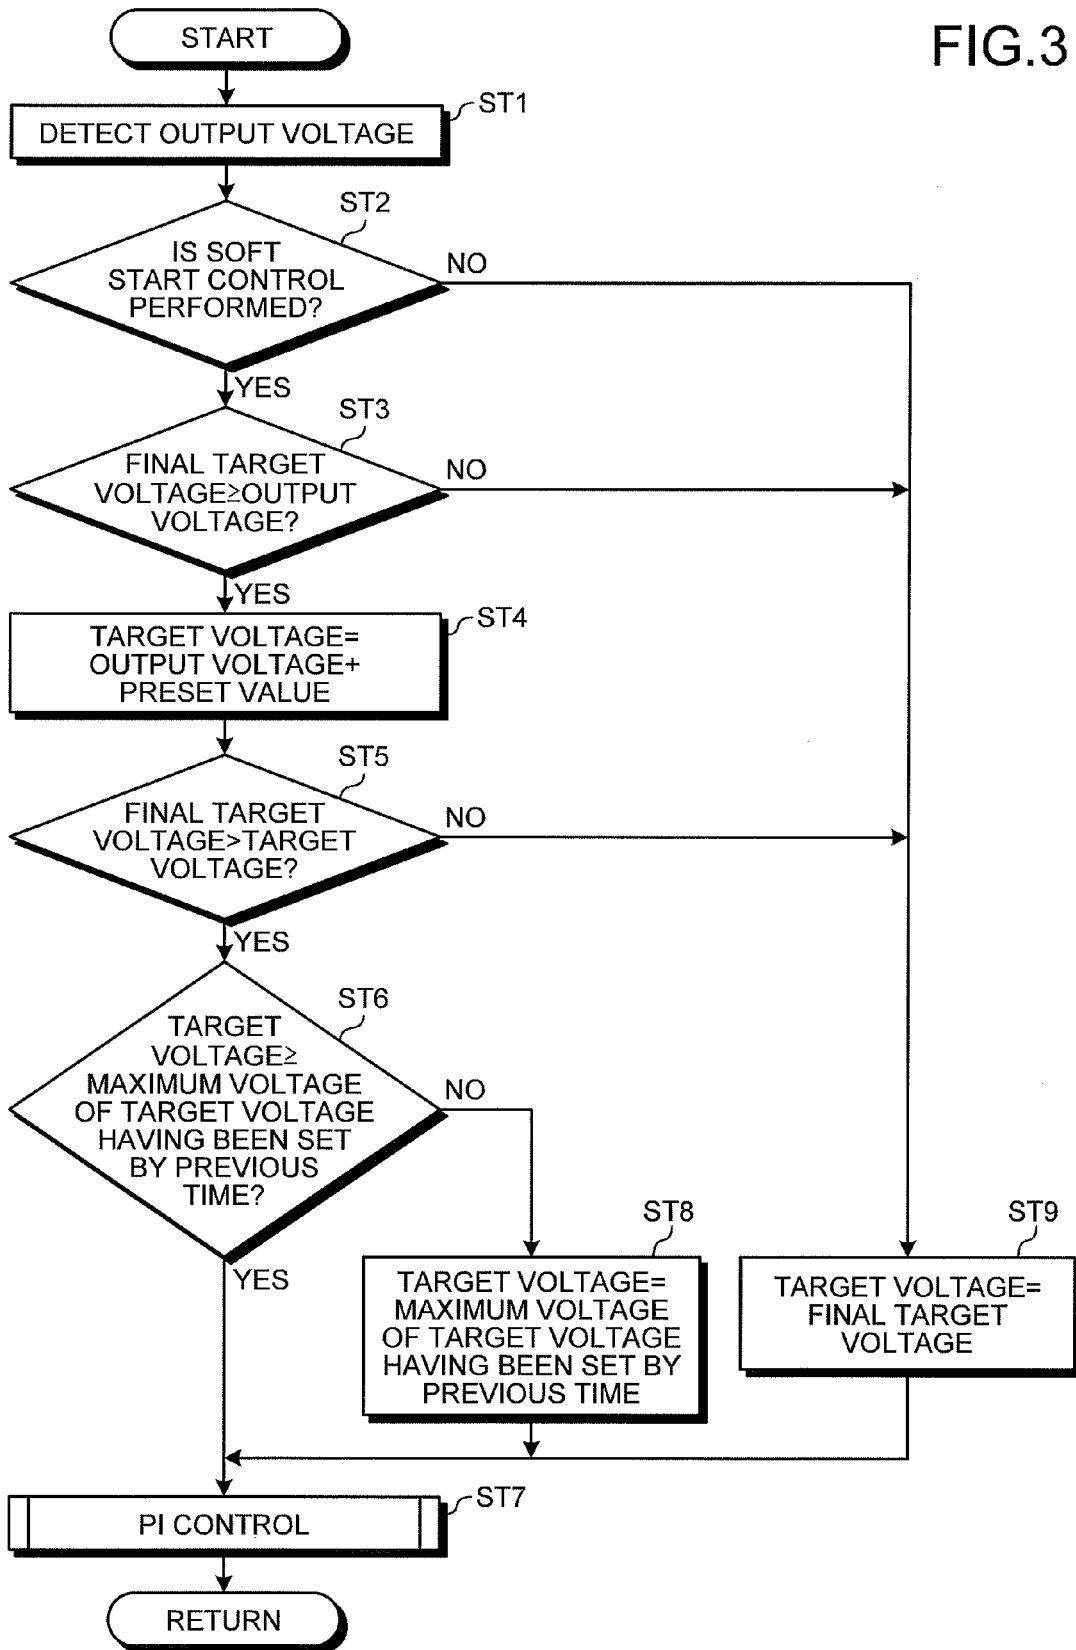 FIG.3
START
ST1
DETECT OUTPUT VOLTAGE
ST2
IS SOFT
START CONTROL
PERFORMED?
NO
YES
ST3
FINAL TARGET
VOLTAGE≥OUTPUT
VOLTAGE?
NO
YES
ST4
TARGET VOLTAGE=
OUTPUT VOLTAGE+
PRESET VALUE
ST5
FINAL TARGET
VOLTAGE>TARGET
VOLTAGE?
NO
YES
ST6
TARGET
VOLTAGE≥
MAXIMUM VOLTAGE
OF TARGET VOLTAGE
HAVING BEEN SET
BY PREVIOUS
TIME?
NO
YES
ST8
TARGET VOLTAGE=
MAXIMUM VOLTAGE
OF TARGET VOLTAGE
HAVING BEEN SET BY
PREVIOUS TIME
ST9
TARGET VOLTAGE=
FINAL TARGET
VOLTAGE
ST7
PI CONTROL
RETURN